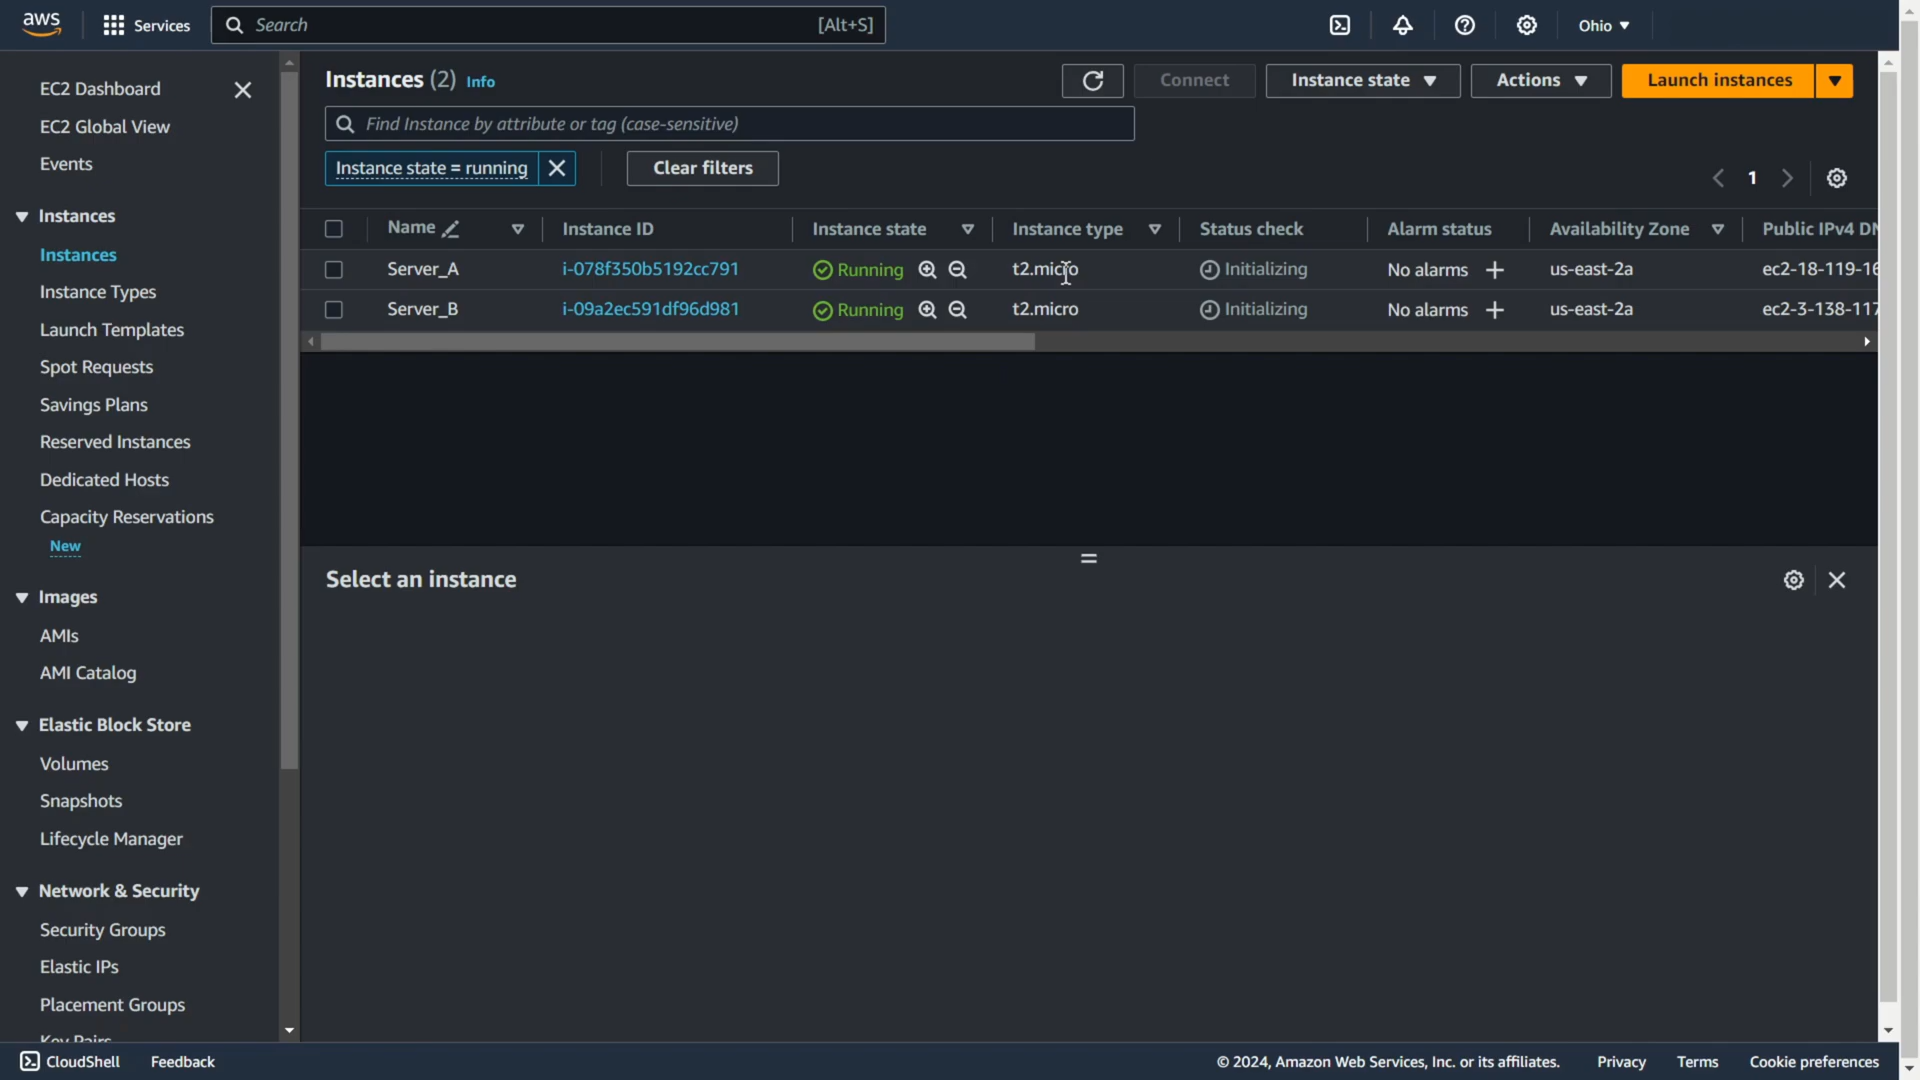 aws
Services
Search
[Alt+S]
Ohio
EC2 Dashboard
EC2 Global View
Events
Instances
Instances
Instance Types
Launch Templates
Spot Requests
Savings Plans
Reserved Instances
Dedicated Hosts
Capacity Reservations
New
Images
AMIs
AMI Catalog
Elastic Block Store
Volumes
Snapshots
Lifecycle Manager
Network & Security
Security Groups
Elastic IPs
Placement Groups
Key Pairs
Instances (2) Info
Connect
Instance state
Actions
Launch instances
Find Instance by attribute or tag (case-sensitive)
Instance state = running
Clear filters
1
Name Instance ID Instance state Instance type Status check Alarm status Availability Zone Public IPv4 DN
Server_A i-078f350b5192cc791 Running t2.micro Initializing No alarms + us-east-2a ec2-18-119-16
Server_B i-09a2ec591df96d981 Running t2.micro Initializing No alarms + us-east-2a ec2-3-138-117
Select an instance
CloudShell Feedback © 2024, Amazon Web Services, Inc. or its affiliates. Privacy Terms Cookie preferences